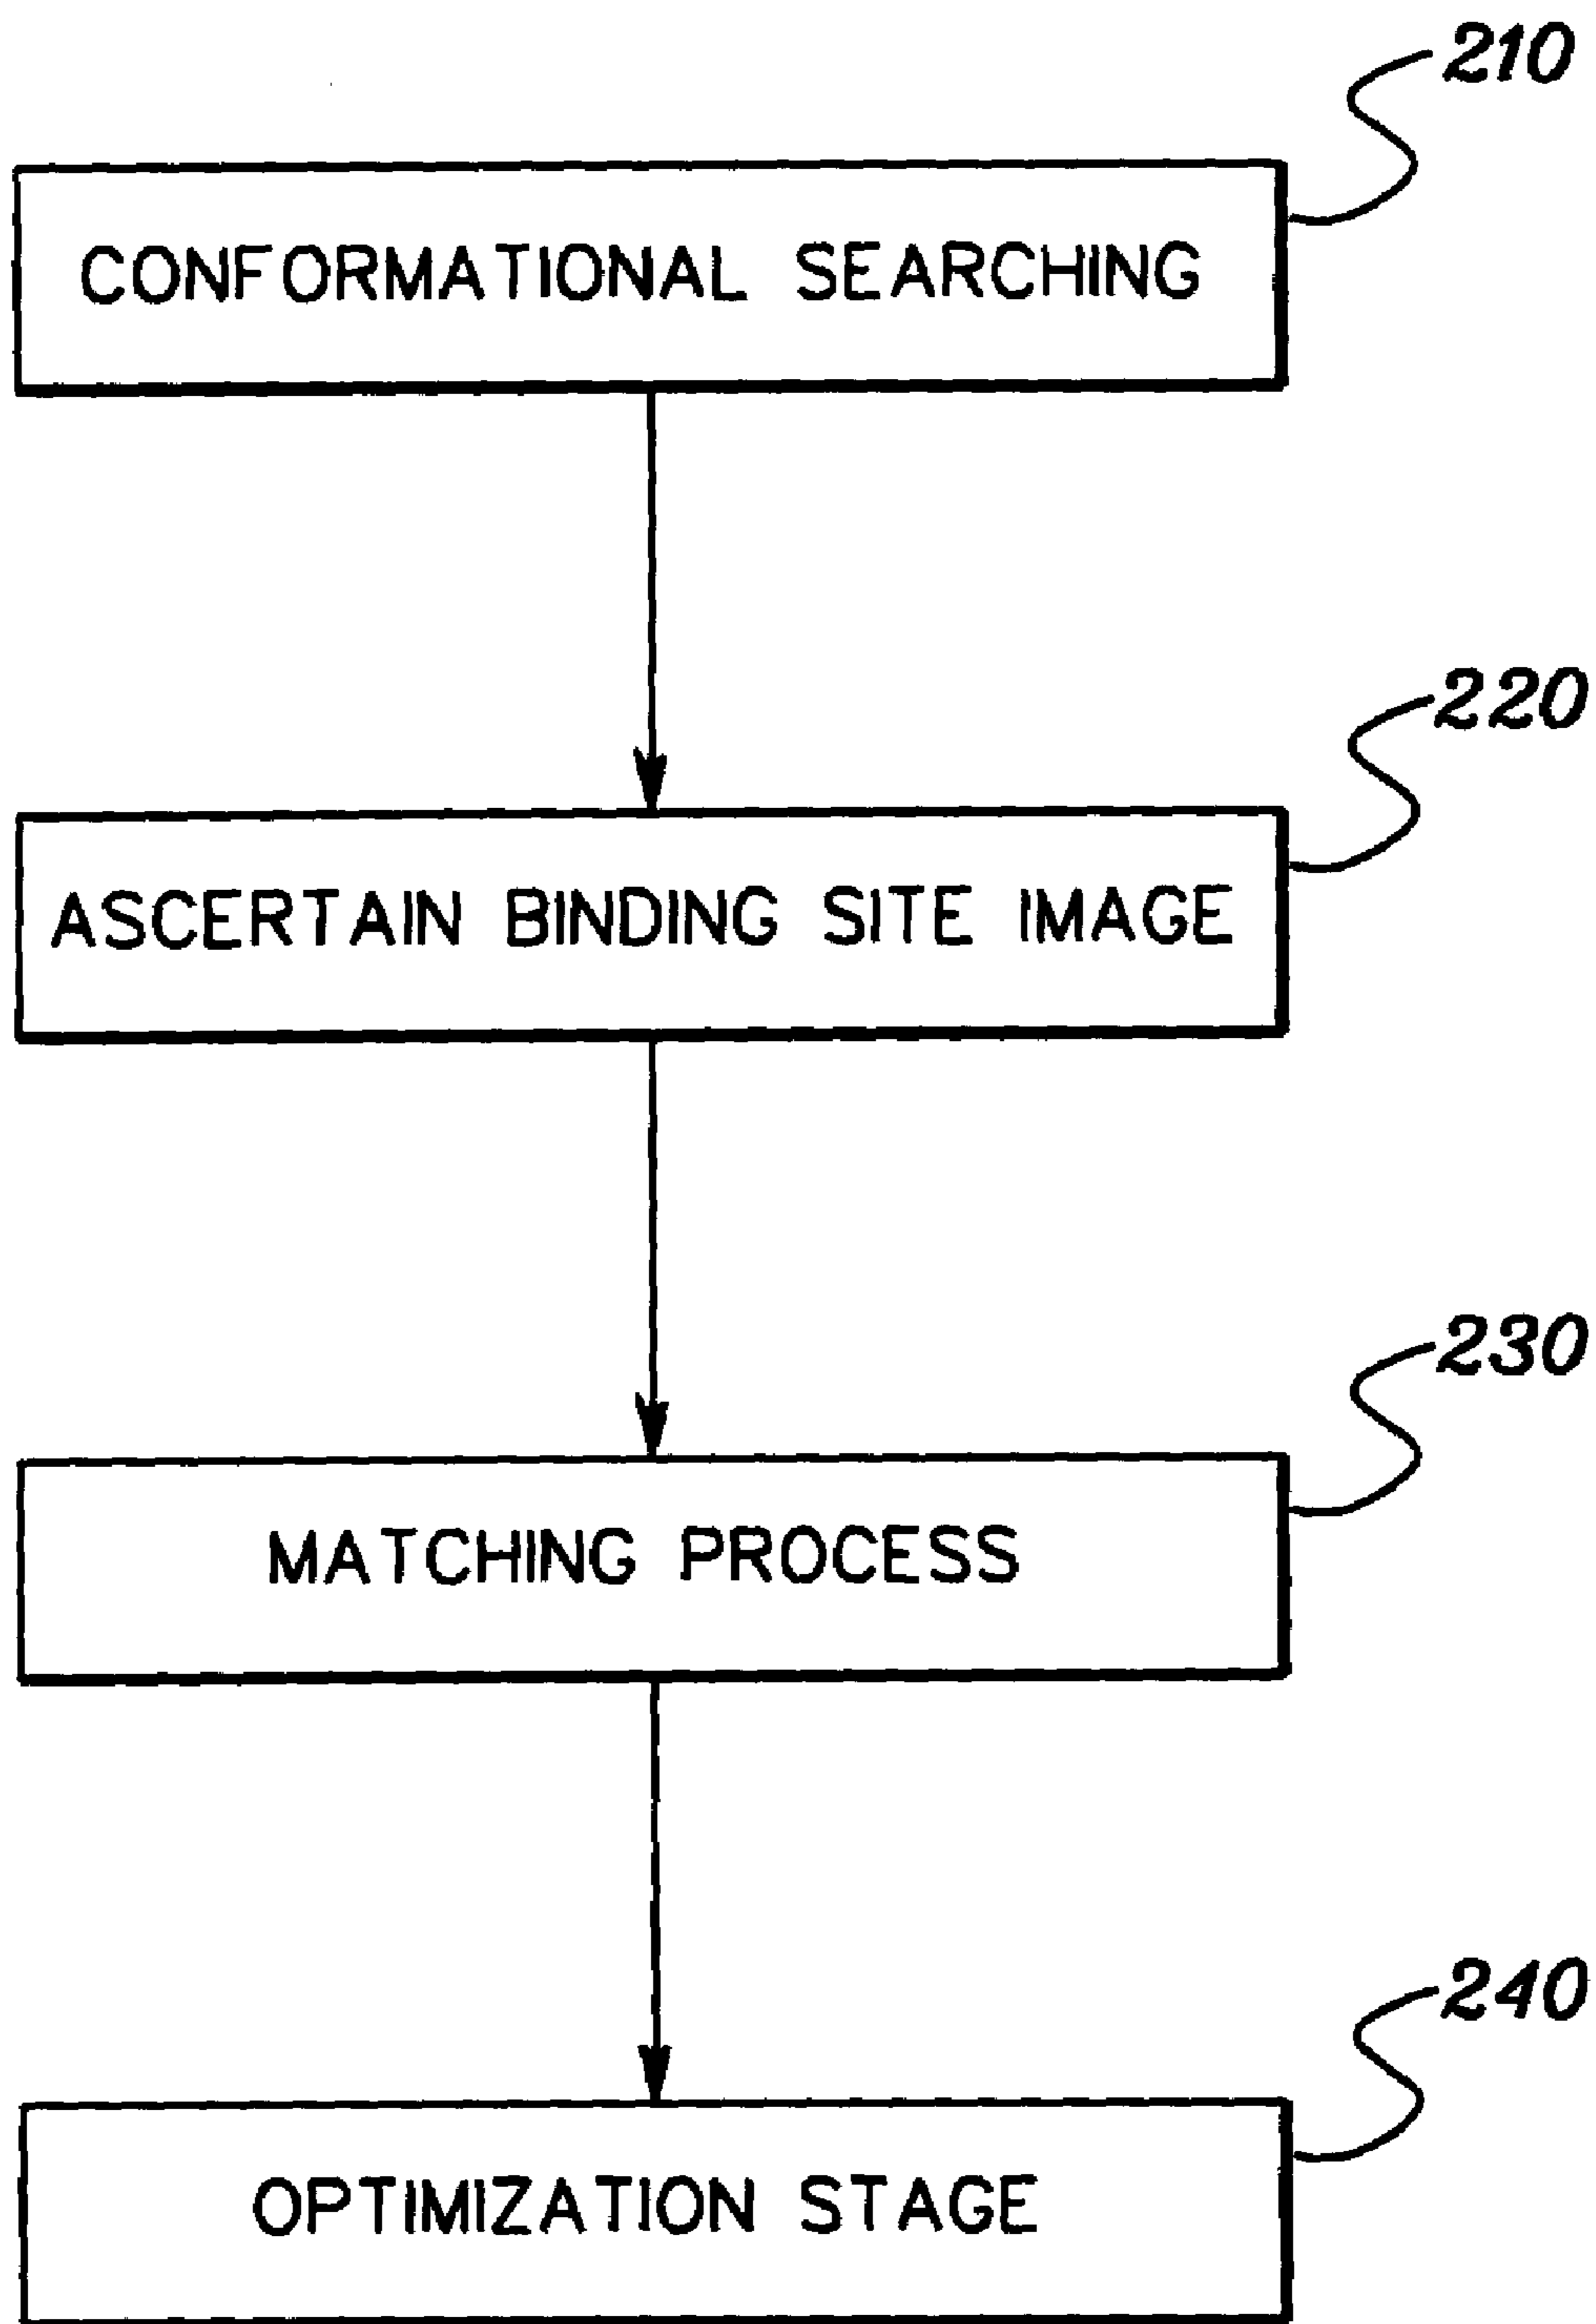 210
CONFORMATIONAL SEARCHING
220
ASCERTAIN BINDING SITE IMAGE
230
MATCHING PROCESS
240
OPTIMIZATION STAGE